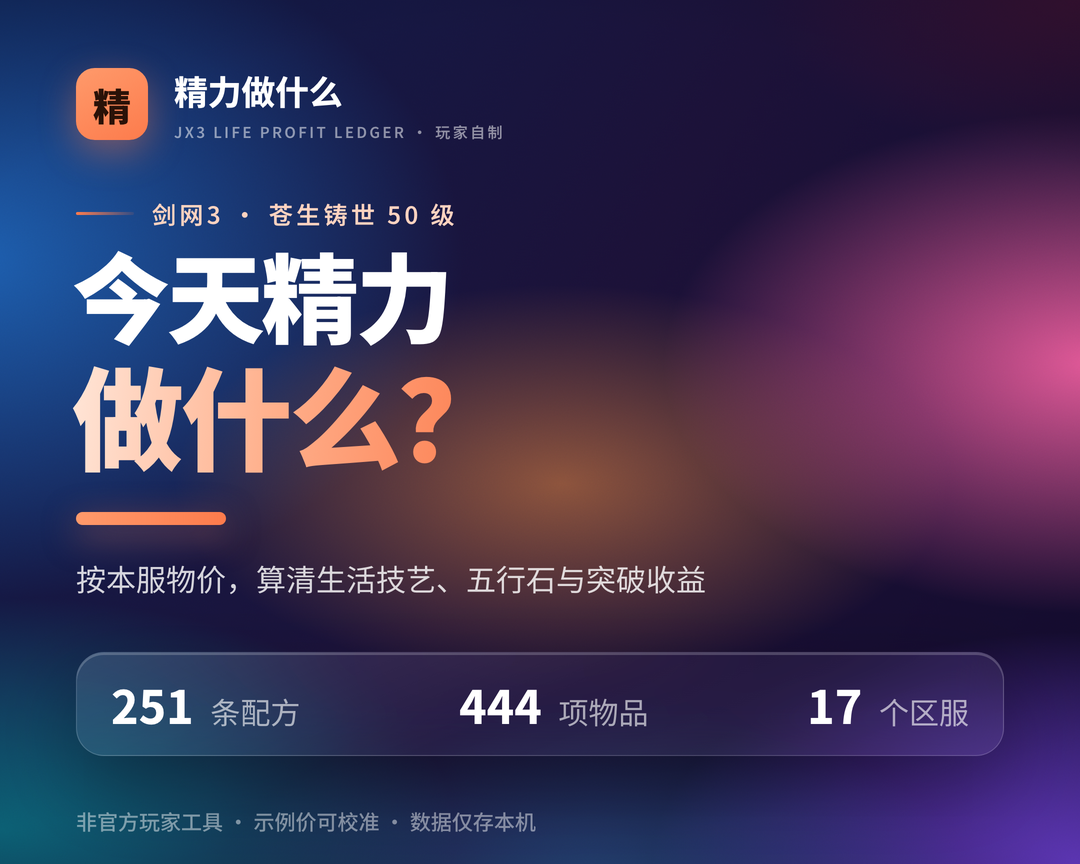 精
精力做什么
JX3 LIFE PROFIT LEDGER · 玩家自制
剑网3 · 苍生铸世 50 级
今天精力
做什么?
按本服物价，算清生活技艺、五行石与突破收益
251 条配方 444 项物品 17 个区服
非官方玩家工具 · 示例价可校准 · 数据仅存本机